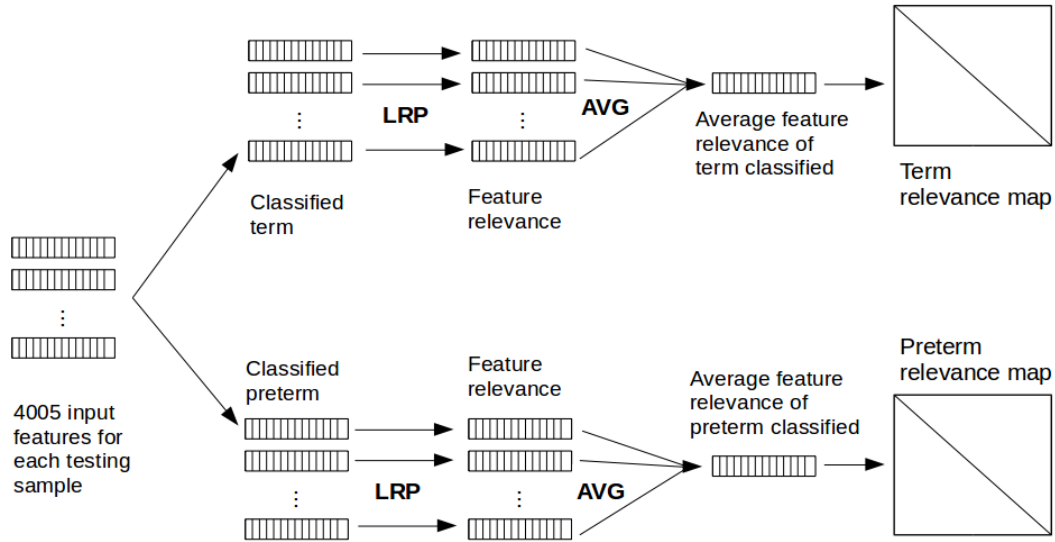 LRP
AVG
Classified
term
Feature
relevance
Average feature
relevance of
term classified
Term
relevance map
4005 input
features for
each testing
sample
Classified
preterm
Feature
relevance
Average feature
relevance of
preterm classified
Preterm
relevance map
LRP
AVG